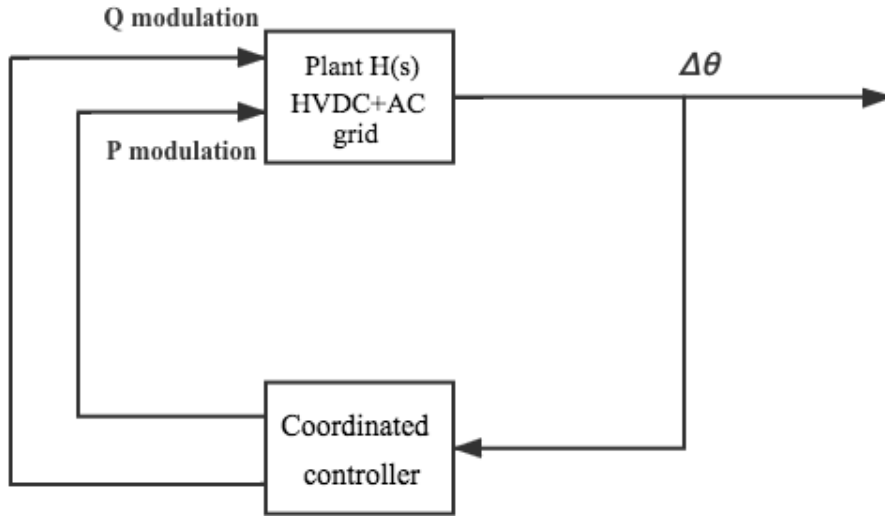 Q modulation
Plant H(s)
HVDC+AC
grid
Δθ
P modulation
Coordinated
controller